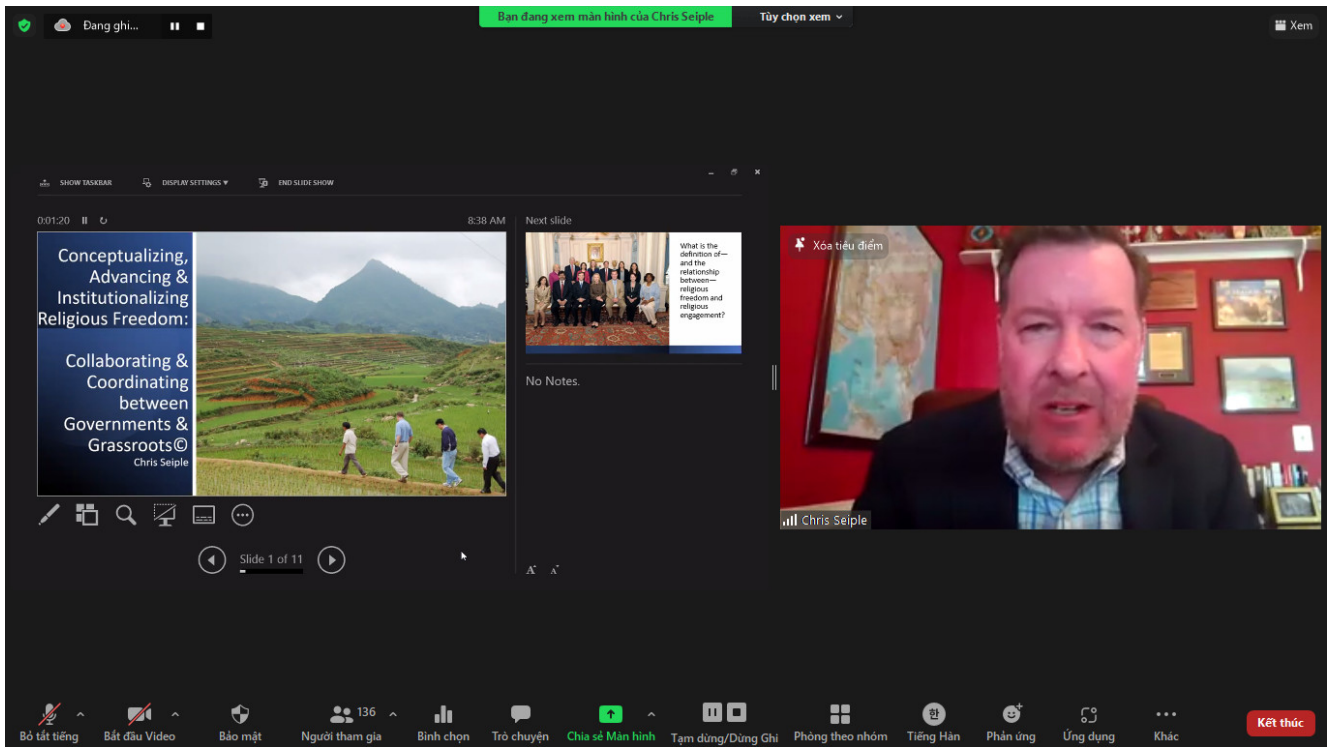 Đang ghi...
Bạn đang xem màn hình của Chris Seiple
Tùy chọn xem
Xem
SHOW TASKBAR
DISPLAY SETTINGS ▼
END SLIDE SHOW
0:01:20
8:38 AM
Conceptualizing,
Advancing &
Institutionalizing
Religious Freedom:
Collaborating &
Coordinating
between
Governments &
Grassroots©
Chris Seiple
Slide 1 of 11
Next slide
What is the
definition of—
and the
relationship
between—
religious
freedom and
religious
engagement?
No Notes.
A A
Xóa tiêu điểm
Chris Seiple
Bỏ tắt tiếng
Bắt đầu Video
Bảo mật
136
Người tham gia
Bình chọn
Trò chuyện
Chia sẻ Màn hình
Tạm dừng/Dừng Ghi
Phòng theo nhóm
한
Tiếng Hàn
Phản ứng
Ứng dụng
Khác
Kết thúc